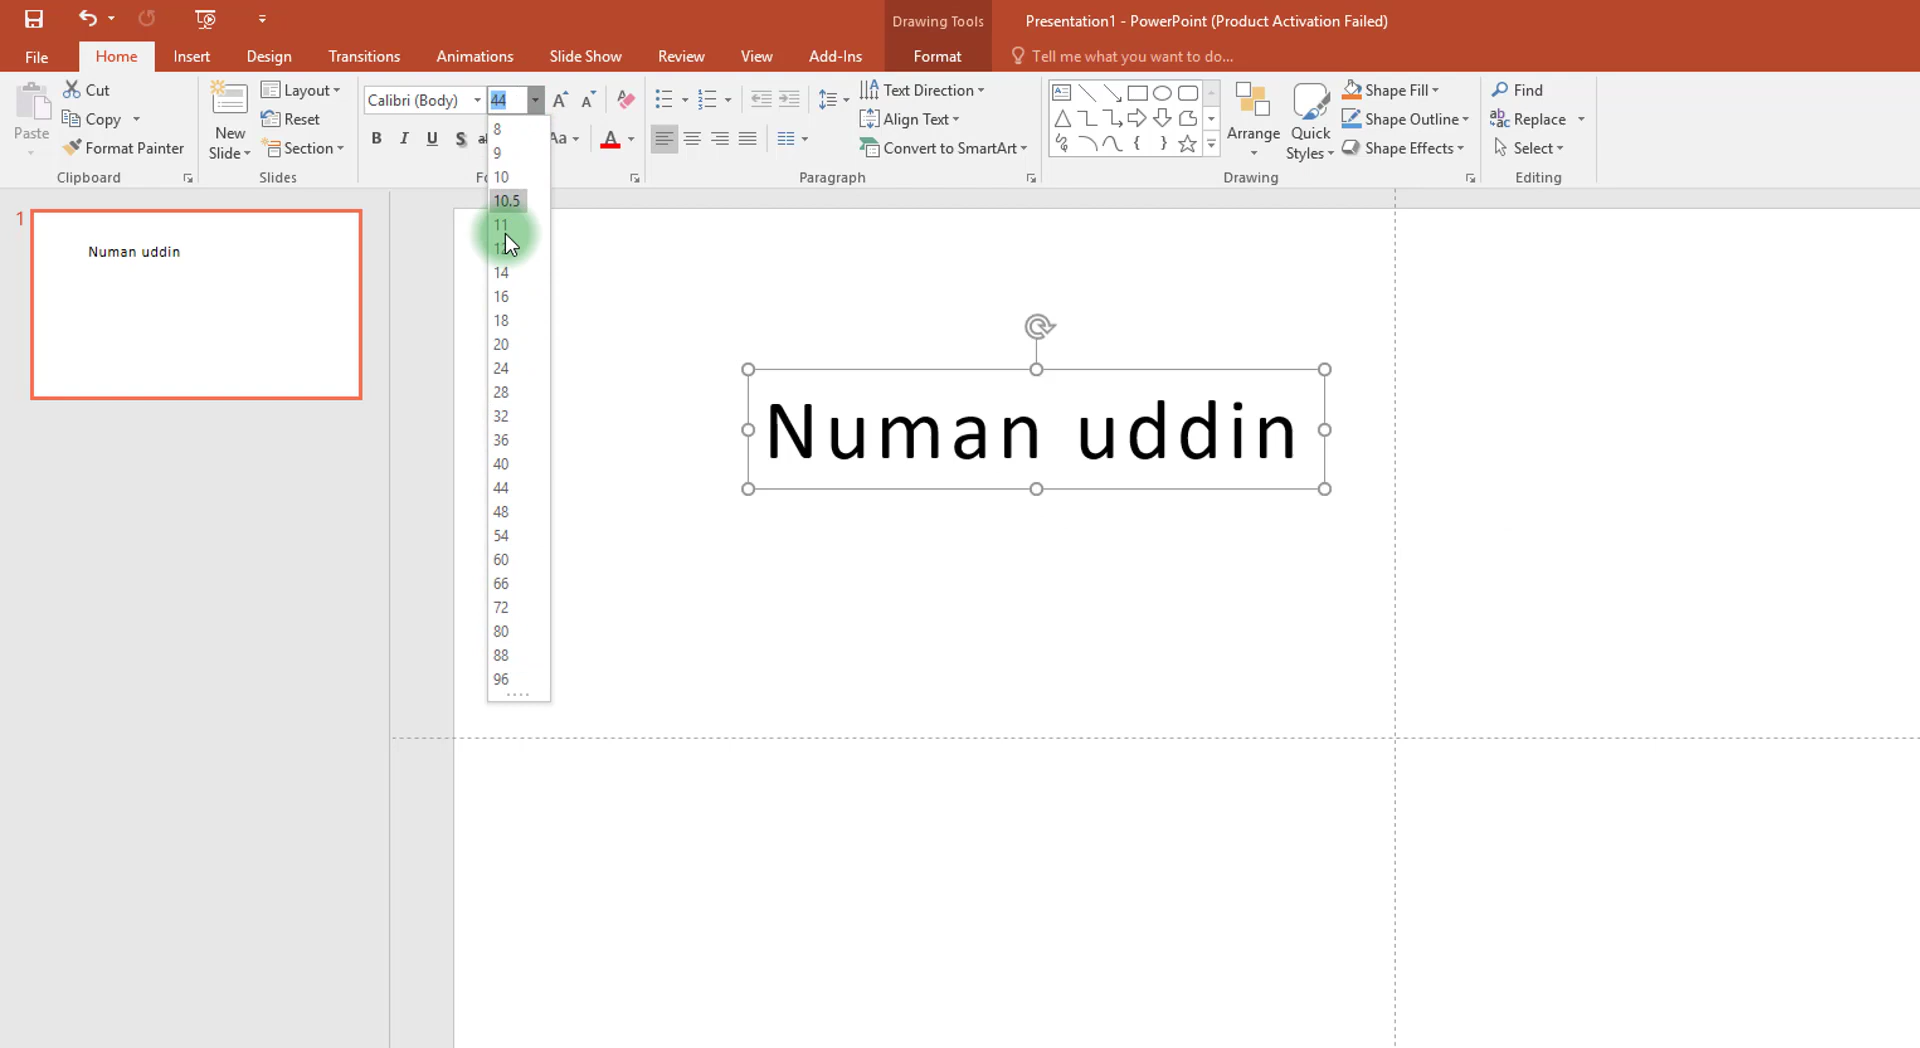 Drawing Tools
Presentation1 - PowerPoint (Product Activation Failed)
File Home Insert Design Transitions Animations Slide Show Review View Add-Ins Format Tell me what you want to do...
Paste
Cut
Copy
Format Painter
Clipboard
New
Slide
Layout
Reset
Section
Slides
Calibri (Body) 44
B I U S Aa A
8
9
10
10.5
11
12
14
16
18
20
24
28
32
36
40
44
48
54
60
66
72
80
88
96
Text Direction
Align Text
Convert to SmartArt
Paragraph
Arrange
Quick
Styles
Shape Fill
Shape Outline
Shape Effects
Drawing
Find
Replace
Select
Editing
1
Numan uddin
Numan uddin